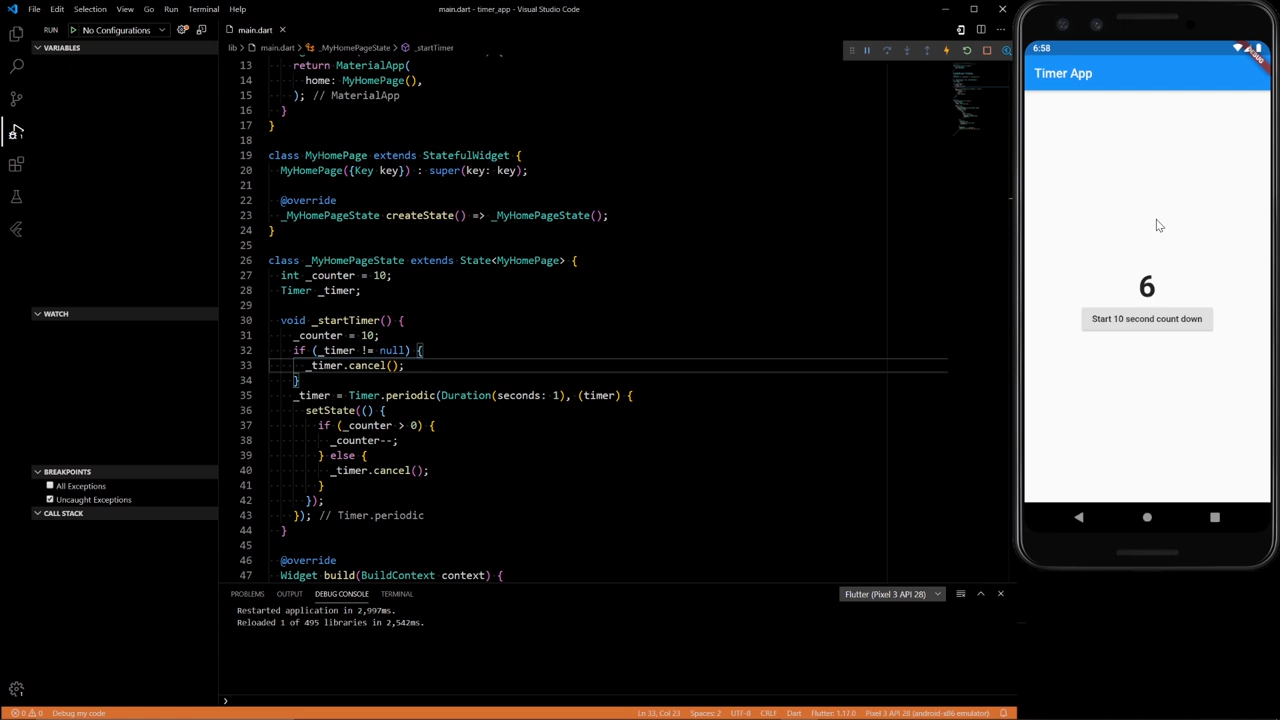 File Edit Selection View Go Run Terminal Help
main.dart - timer_app - Visual Studio Code
RUN No Configurations
VARIABLES
WATCH
BREAKPOINTS
All Exceptions
Uncaught Exceptions
CALL STACK
main.dart
lib > main.dart > _MyHomePageState > _startTimer
13 return MaterialApp(
14 home: MyHomePage(),
15 ); // MaterialApp
16 }
17 }
18
19 class MyHomePage extends StatefulWidget {
20 MyHomePage({Key key}) : super(key: key);
21
22 @override
23 _MyHomePageState createState() => _MyHomePageState();
24 }
25
26 class _MyHomePageState extends State<MyHomePage> {
27 int _counter = 10;
28 Timer _timer;
29
30 void _startTimer() {
31 _counter = 10;
32 if (_timer != null) {
33 _timer.cancel();
34 }
35 _timer = Timer.periodic(Duration(seconds: 1), (timer) {
36 setState(() {
37 if (_counter > 0) {
38 _counter--;
39 } else {
40 _timer.cancel();
41 }
42 });
43 }); // Timer.periodic
44 }
45
46 @override
47 Widget build(BuildContext context) {
PROBLEMS OUTPUT DEBUG CONSOLE TERMINAL
Flutter (Pixel 3 API 28)
Restarted application in 2,997ms.
Reloaded 1 of 495 libraries in 2,542ms.
0 0 Debug my code
Ln 33, Col 23 Spaces: 2 UTF-8 CRLF Dart Flutter: 1.17.0 Pixel 3 API 28 (android-x86 emulator)
6:58
DEBUG
Timer App
6
Start 10 second count down